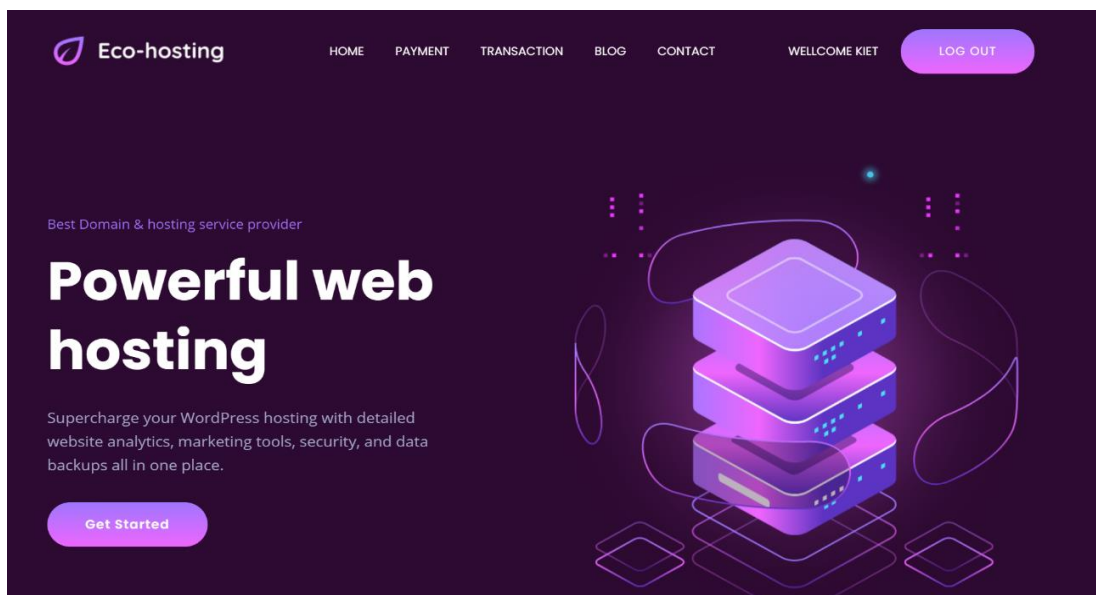 Eco-hosting
HOME PAYMENT TRANSACTION BLOG CONTACT WELLCOME KIET LOG OUT
Best Domain & hosting service provider
Powerful web
hosting
Supercharge your WordPress hosting with detailed
website analytics, marketing tools, security, and data
backups all in one place.
Get Started